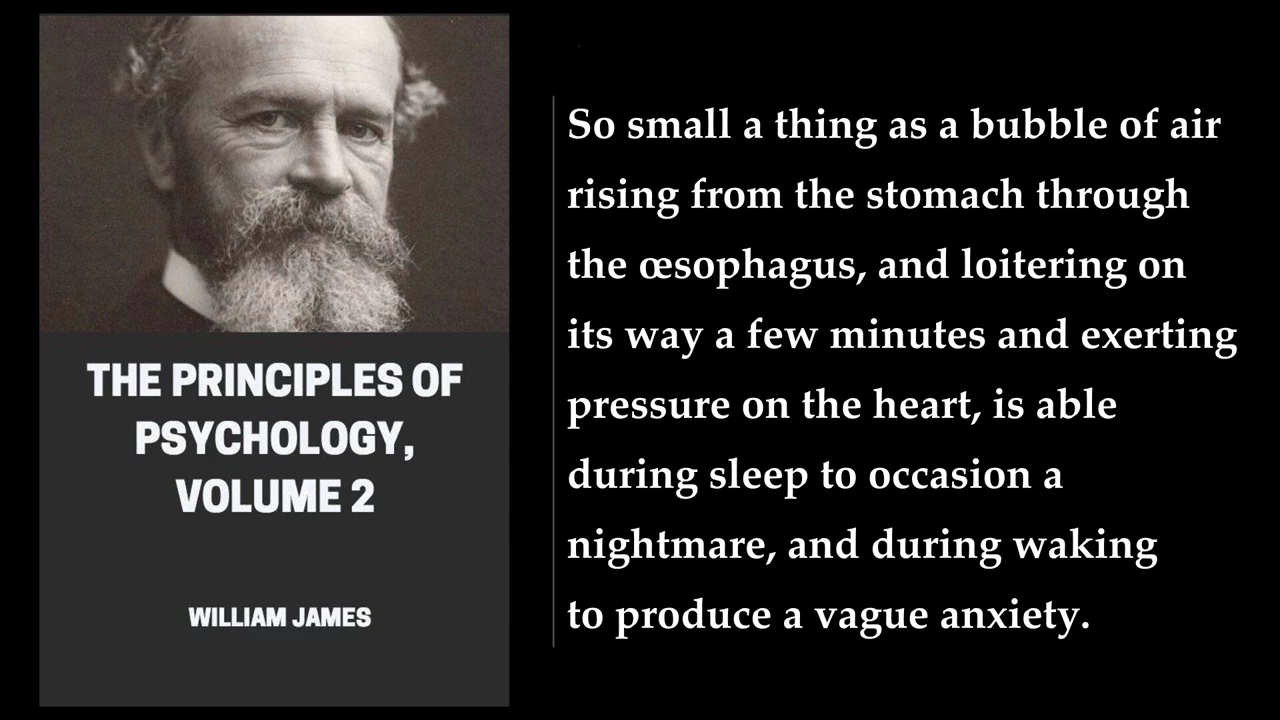 THE PRINCIPLES OF
PSYCHOLOGY,
VOLUME 2
WILLIAM JAMES
So small a thing as a bubble of air
rising from the stomach through
the œsophagus, and loitering on
its way a few minutes and exerting
pressure on the heart, is able
during sleep to occasion a
nightmare, and during waking
to produce a vague anxiety.